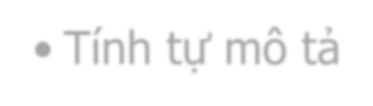 • Tính tự mô tả